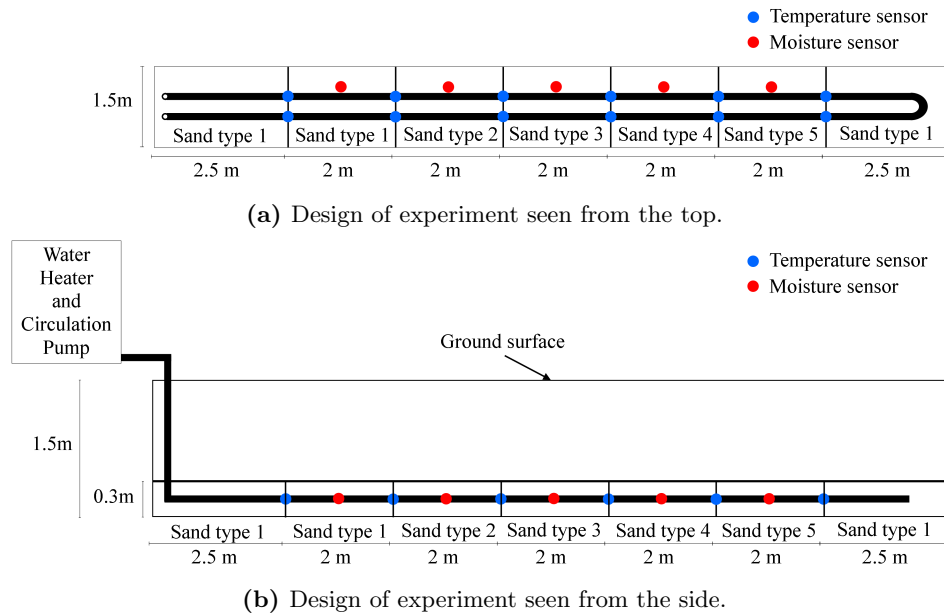 Temperature sensor
Moisture sensor
1.5m
Sand type 1 Sand type 1 Sand type 2 Sand type 3 Sand type 4 Sand type 5 Sand type 1
2.5 m 2 m 2 m 2 m 2 m 2 m 2.5 m
(a) Design of experiment seen from the top.
Water
Heater
and
Circulation
Pump
Temperature sensor
Moisture sensor
Ground surface
1.5m
0.3m
Sand type 1 Sand type 1 Sand type 2 Sand type 3 Sand type 4 Sand type 5 Sand type 1
2.5 m 2 m 2 m 2 m 2 m 2 m 2.5 m
(b) Design of experiment seen from the side.